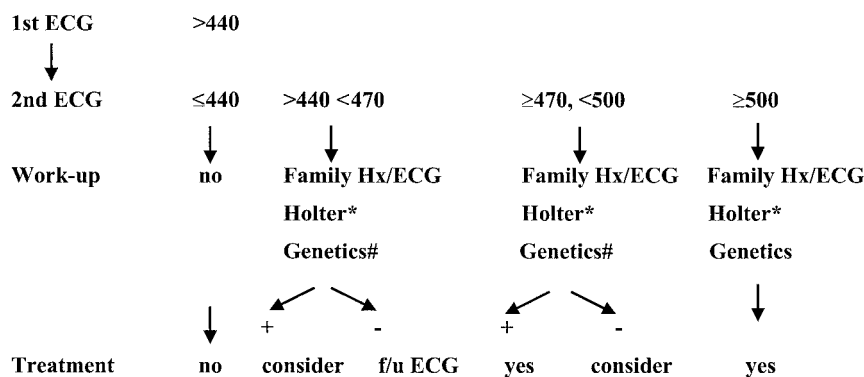 1st ECG >440
2nd ECG ≤440 >440 <470 ≥470, <500 ≥500
Work-up no Family Hx/ECG Family Hx/ECG Family Hx/ECG
Holter* Holter* Holter*
Genetics# Genetics# Genetics
+ - + -
Treatment no consider f/u ECG yes consider yes